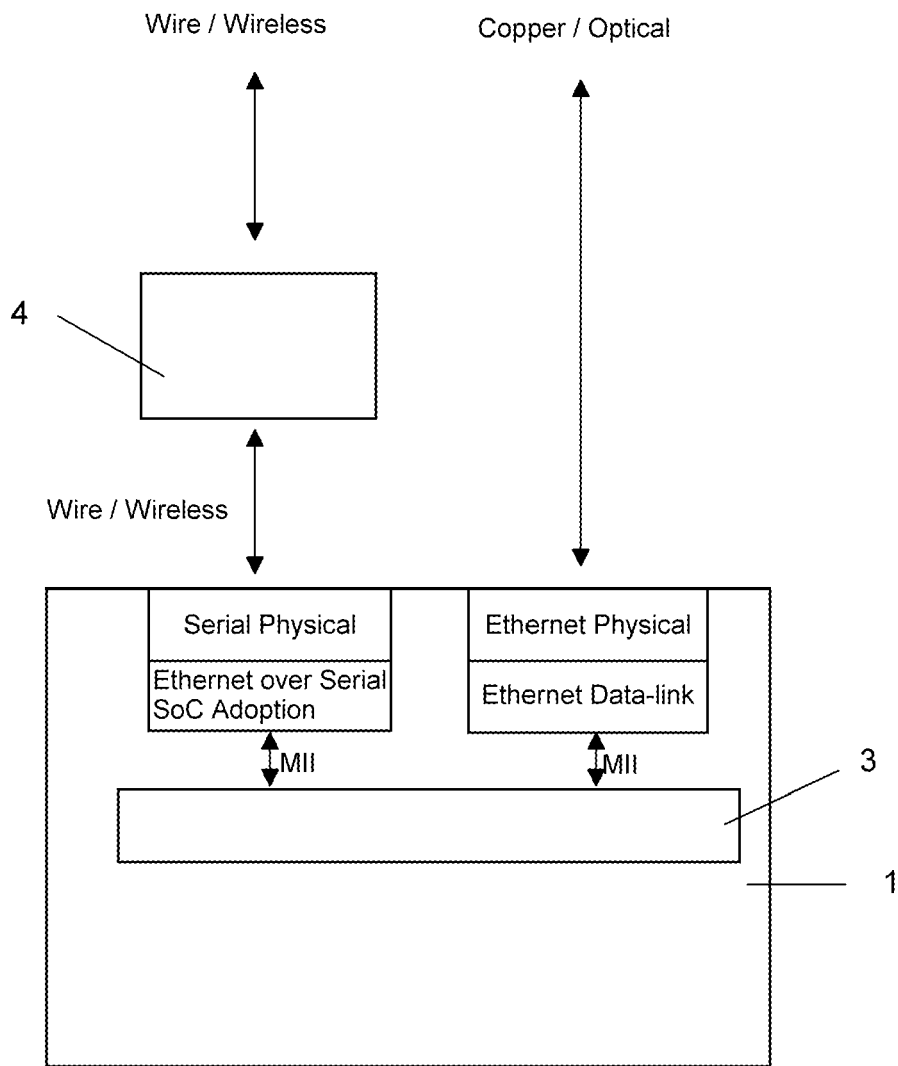 Wire / Wireless
Copper / Optical
4
Wire / Wireless
Serial Physical
Ethernet Physical
Ethernet over Serial
SoC Adoption
Ethernet Data-link
MII
MII
3
1